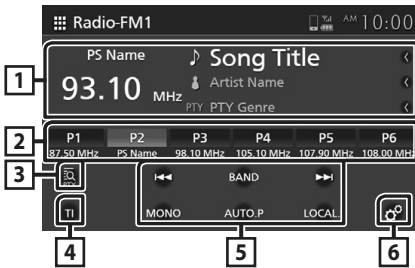 Radio-FM1 AM 10:00
PS Name Song Title
1 93.10 MHz Artist Name
PTY PTY Genre
2 P1 P2 P3 P4 P5 P6
87.50 MHz PS Name 98.10 MHz 105.10 MHz 107.90 MHz 108.00 MHz
3 PTY BAND
TI MONO AUTO.P LOCAL.
4 5 6